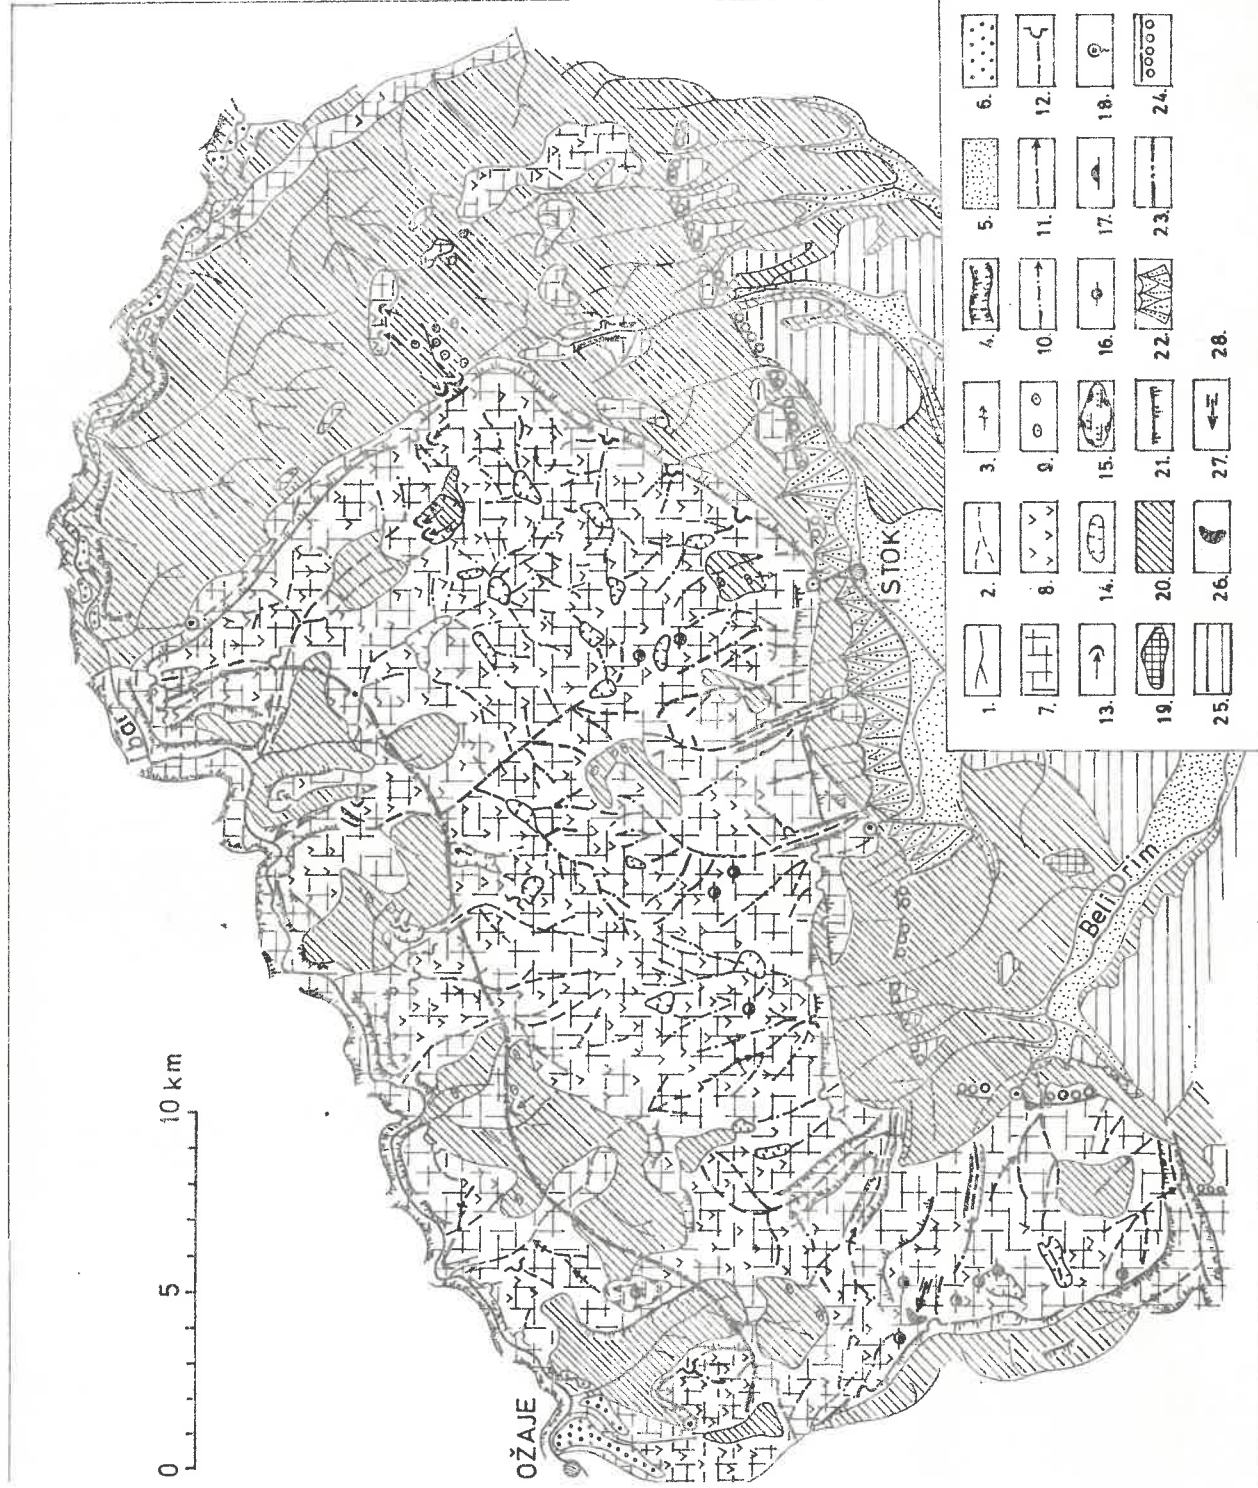 0 5 10 km
Ibar
OŽAJE
ISTOK
Beli Drim
1. 2. 3. 4. 5. 6.
7. 8. 9. 10. 11. 12.
13. 14. 15. 16. 17. 18.
19. 20. 21. 22. 23. 24.
25. 26. 27. 28.